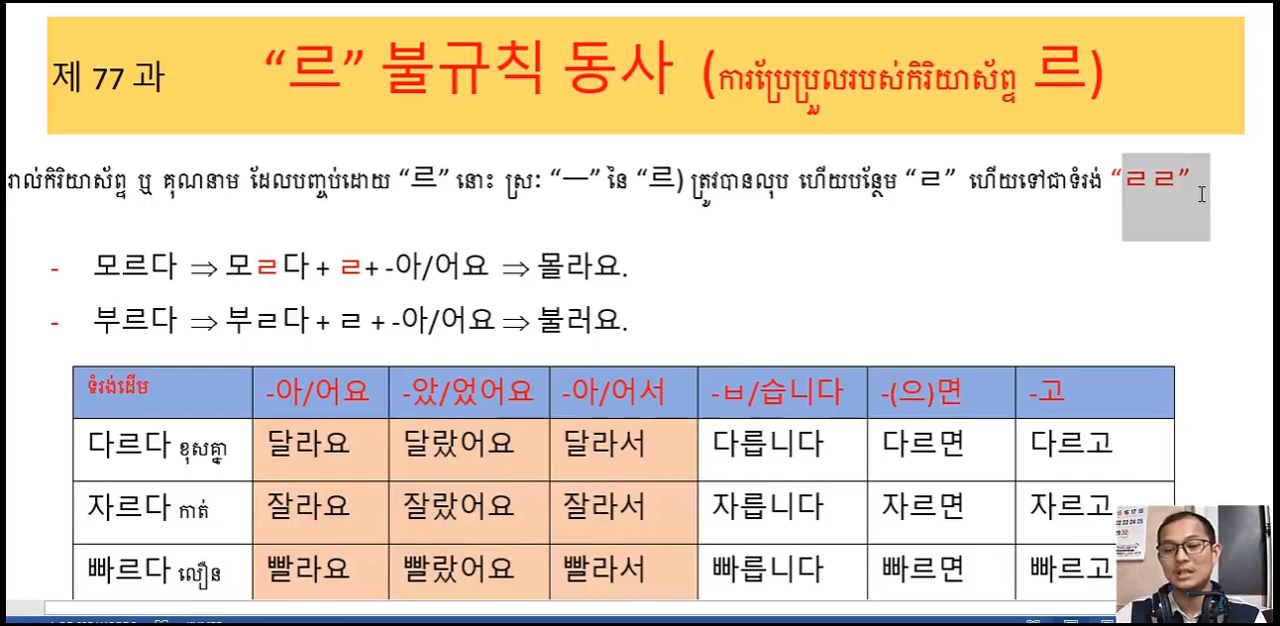 제 77 과 “르” 불규칙 동사 (ការប្រែប្រួលរបស់កិរិយាស័ព្ទ 르)
រាល់កិរិយាស័ព្ទ ឬ គុណនាម ដែលបញ្ចប់ដោយ “르” នោះ ស្រៈ “ㅡ” នៃ “르) ត្រូវបានលុប ហើយបន្ថែម “ㄹ” ហើយទៅជាទំរង់ “ㄹㄹ”
- 모르다 ⇒ 모ㄹ다 + ㄹ+ -아/어요 ⇒ 몰라요.
- 부르다 ⇒ 부ㄹ다 + ㄹ + -아/어요 ⇒ 불러요.
ទំរង់ដើម -아/어요 -았/었어요 -아/어서 -ㅂ/습니다 -(으)면 -고
다르다 ខុសគ្នា 달라요 달랐어요 달라서 다릅니다 다르면 다르고
자르다 កាត់ 잘라요 잘랐어요 잘라서 자릅니다 자르면 자르고
빠르다 លឿន 빨라요 빨랐어요 빨라서 빠릅니다 빠르면 빠르고